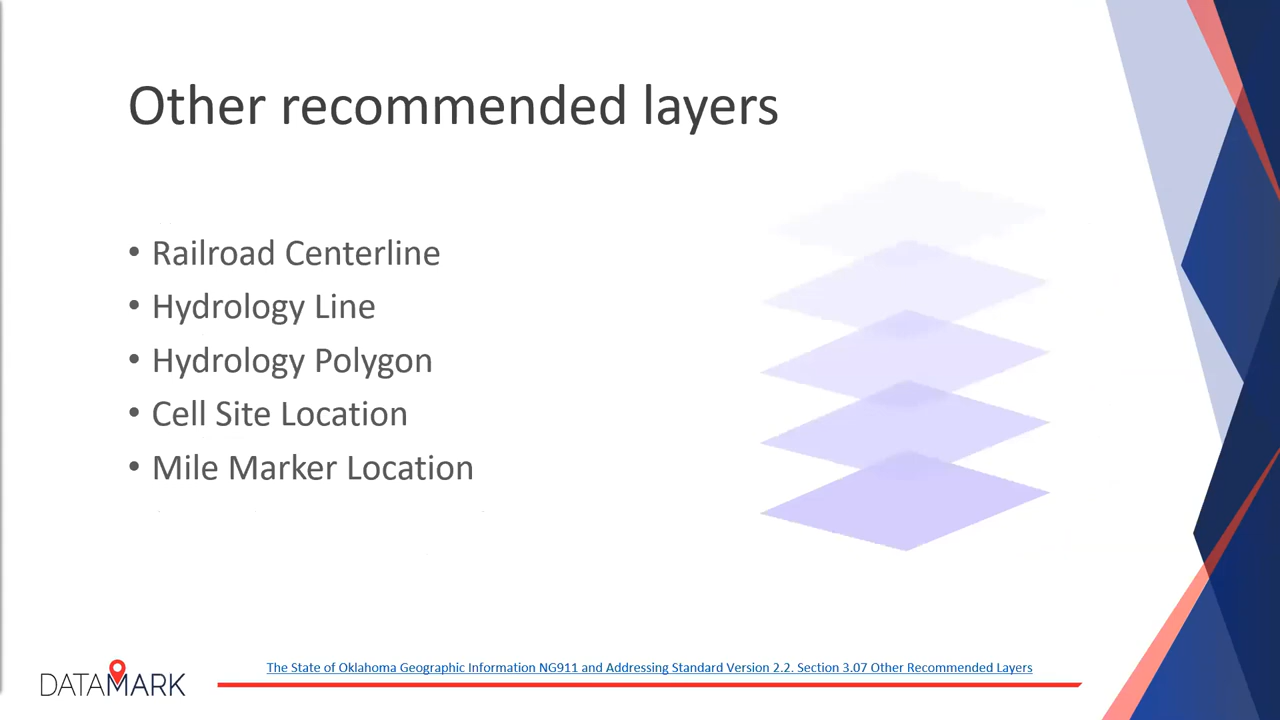 Other recommended layers
• Railroad Centerline
• Hydrology Line
• Hydrology Polygon
• Cell Site Location
• Mile Marker Location
The State of Oklahoma Geographic Information NG911 and Addressing Standard Version 2.2. Section 3.07 Other Recommended Layers
DATAMARK